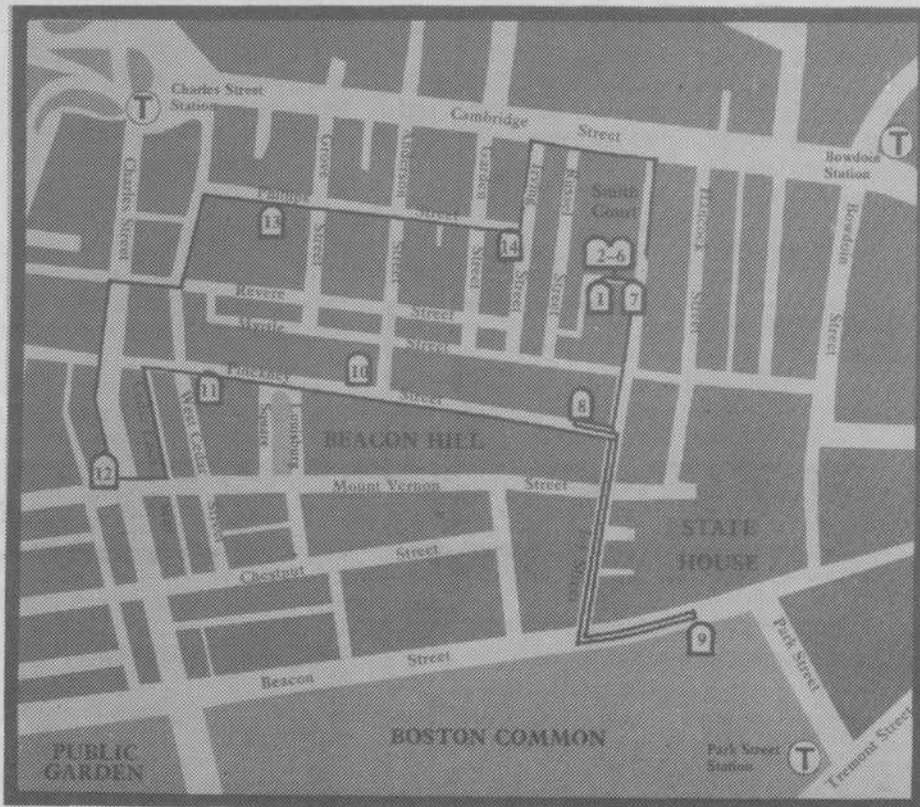 T
Charles Street
Station
Cambridge
Street
T
Bowdoin
Station
Charles Street
Grove
Street
Anderson
Street
Garden
Street
Irving
Street
Russel
Street
Smith
Court
Hancock
Street
Bowdoin
Street
Phillips
Street
13
14
2-6
1
7
Revere
Street
Myrtle
Street
Pinckney
Street
10
11
8
West Cedar
Street
Square
Louisburg
BEACON HILL
12
Mount Vernon
Street
STATE
HOUSE
Joy Street
Chestnut
Street
9
Park Street
Beacon
Street
BOSTON COMMON
PUBLIC
GARDEN
Park Street
Station
T
Tremont Street